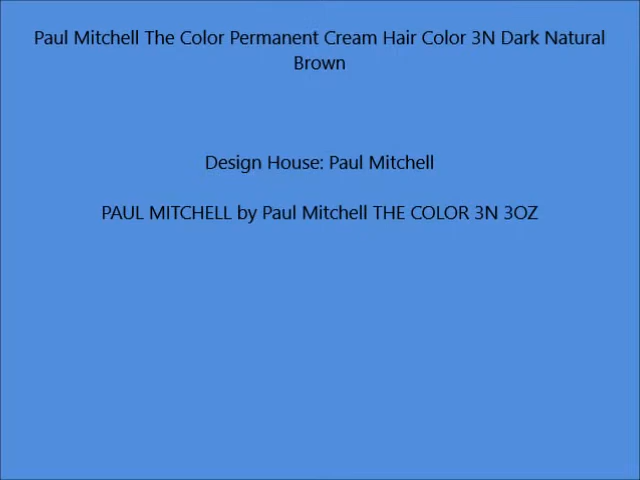 Paul Mitchell The Color Permanent Cream Hair Color 3N Dark Natural
Brown
Design House: Paul Mitchell
PAUL MITCHELL by Paul Mitchell THE COLOR 3N 3OZ